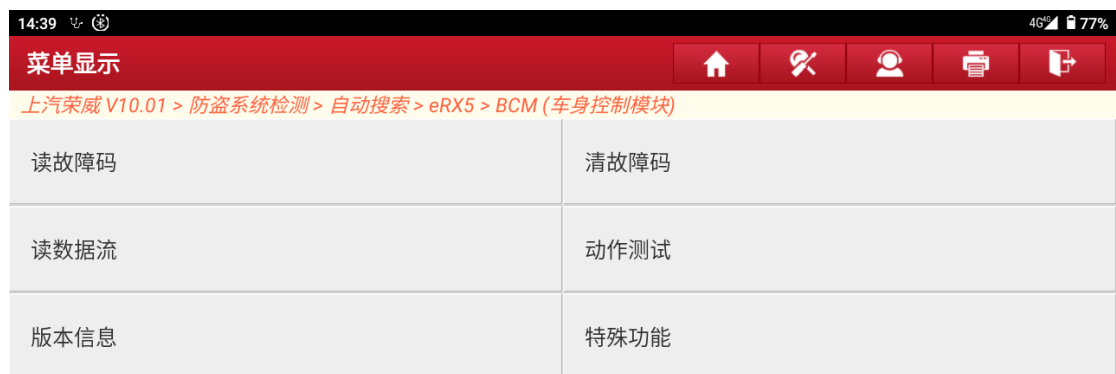 14:39 4G 4G 77%
菜单显示
上汽荣威 V10.01 > 防盗系统检测 > 自动搜索 > eRX5 > BCM (车身控制模块)
读故障码 清故障码
读数据流 动作测试
版本信息 特殊功能